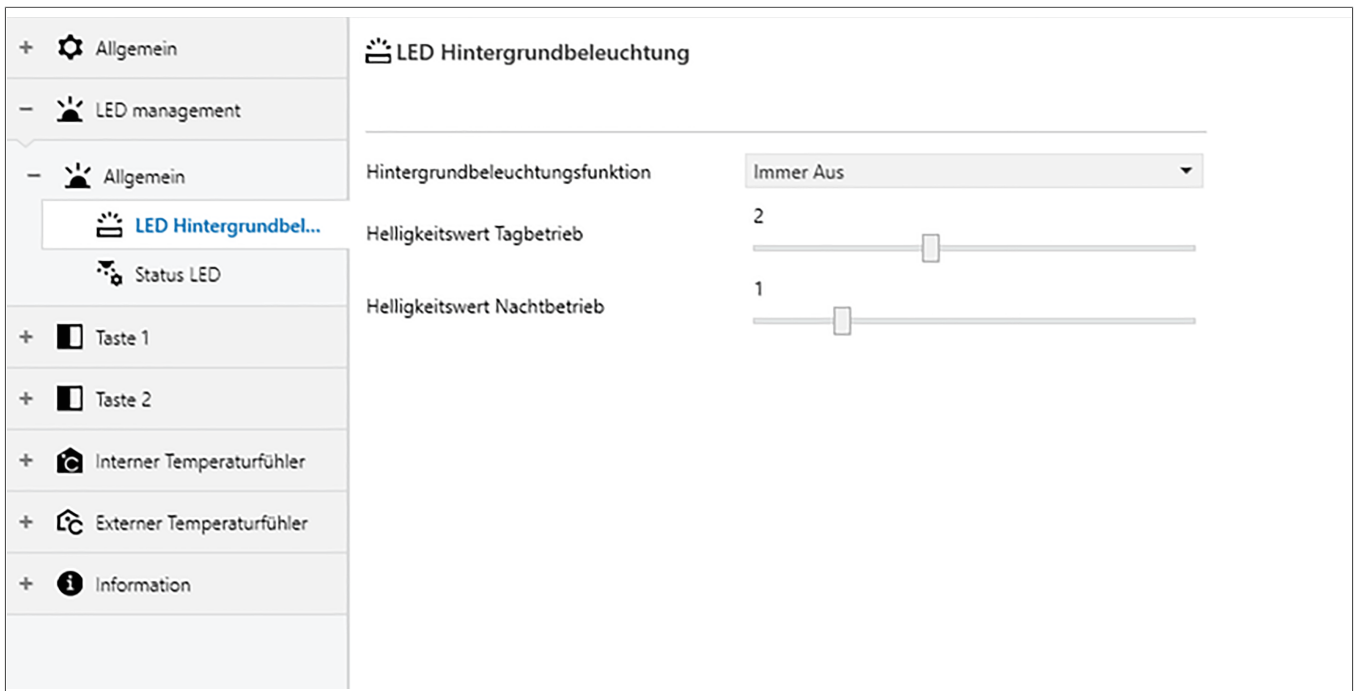 Allgemein
LED management
Allgemein
LED Hintergrundbel...
Status LED
Taste 1
Taste 2
Interner Temperaturfühler
Externer Temperaturfühler
Information
LED Hintergrundbeleuchtung
Hintergrundbeleuchtungsfunktion Immer Aus
2
Helligkeitswert Tagbetrieb
1
Helligkeitswert Nachtbetrieb